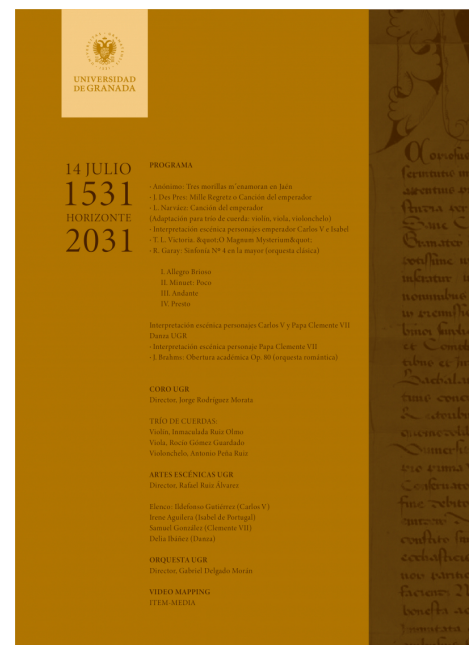 UNIVERSIDAD
DE GRANADA
14 JULIO
1531
HORIZONTE
2031
PROGRAMA
· Anónimo: Tres morillas m´enamoran en Jaén
· J. Des Pres: Mille Regretz o Canción del emperador
· L. Narváez: Canción del emperador
(Adaptación para trío de cuerda: violín, viola, violonchelo)
· Interpretación escénica personajes emperador Carlos V e Isabel
· T. L. Victoria. &quost;O Magnum Mysterium&quost;
· R. Garay: Sinfonía Nº 4 en la mayor (orquesta clásica)
I. Allegro Brioso
II. Minuet: Poco
III. Andante
IV. Presto
Interpretación escénica personajes Carlos V y Papa Clemente VII
Danza UGR
· Interpretación escénica personaje Papa Clemente VII
· J. Brahms: Obertura académica Op. 80 (orquesta romántica)
CORO UGR
Director, Jorge Rodríguez Morata
TRÍO DE CUERDAS:
Violín, Inmaculada Ruiz Olmo
Viola, Rocío Gómez Guardado
Violonchelo, Antonio Peña Ruiz
ARTES ESCÉNICAS UGR
Director, Rafael Ruiz Álvarez
Elenco: Ildefonso Gutiérrez (Carlos V)
Irene Aguilera (Isabel de Portugal)
Samuel González (Clemente VII)
Delia Ibáñez (Danza)
ORQUESTA UGR
Director, Gabriel Delgado Morán
VIDEO MAPPING
ITEM-MEDIA